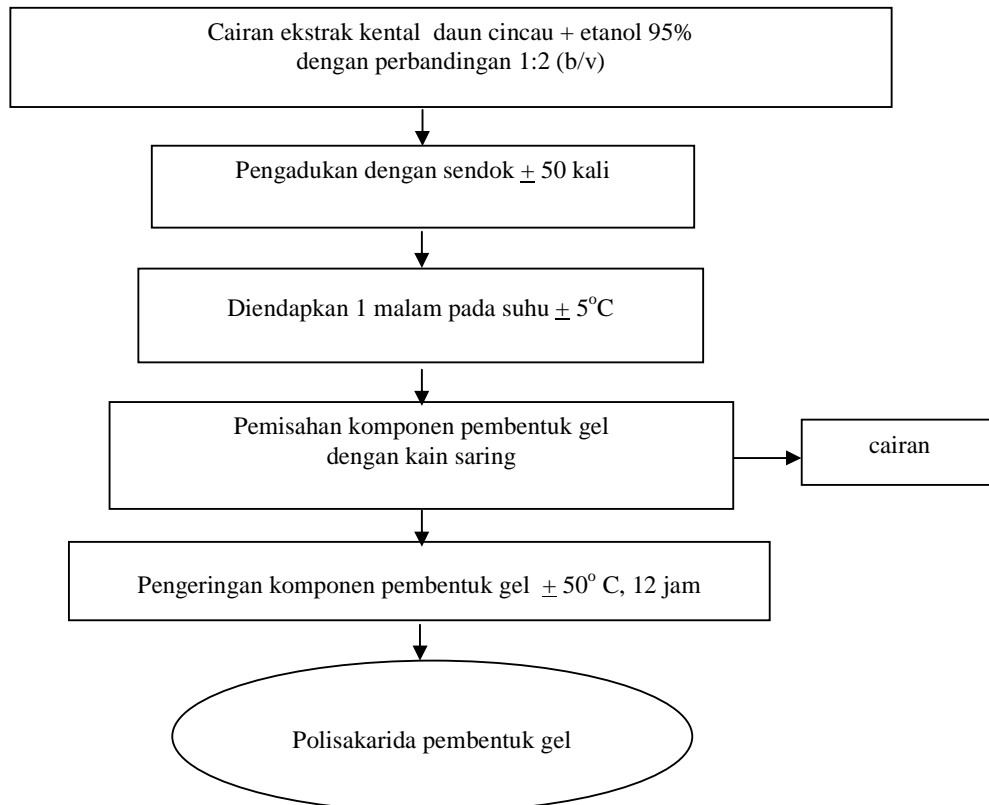 Cairan ekstrak kental daun cincau + etanol 95%
dengan perbandingan 1:2 (b/v)
Pengadukan dengan sendok ± 50 kali
Diendapkan 1 malam pada suhu ± 5°C
Pemisahan komponen pembentuk gel
dengan kain saring
cairan
Pengeringan komponen pembentuk gel ± 50° C, 12 jam
Polisakarida pembentuk gel